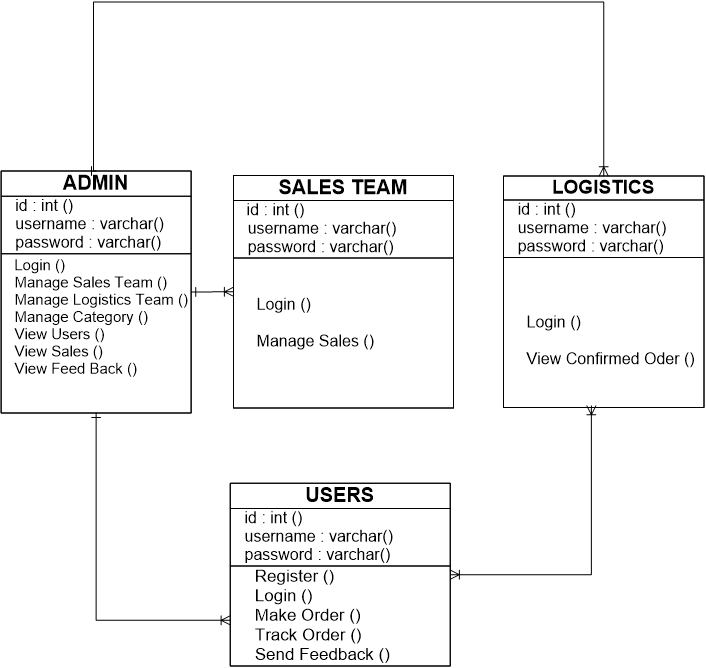 ADMIN
id : int ()
username : varchar()
password : varchar()
Login ()
Manage Sales Team ()
Manage Logistics Team ()
Manage Category ()
View Users ()
View Sales ()
View Feed Back ()
SALES TEAM
id : int ()
username : varchar()
password : varchar()
Login ()
Manage Sales ()
LOGISTICS
id : int ()
username : varchar()
password : varchar()
Login ()
View Confirmed Oder ()
USERS
id : int ()
username : varchar()
password : varchar()
Register ()
Login ()
Make Order ()
Track Order ()
Send Feedback ()